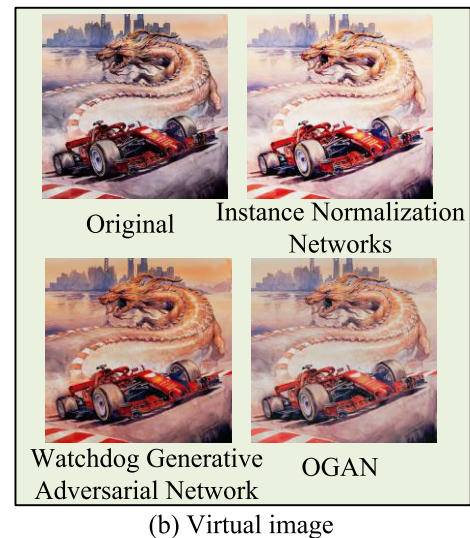 Original
Instance Normalization
Networks
Watchdog Generative
Adversarial Network
OGAN
(b) Virtual image